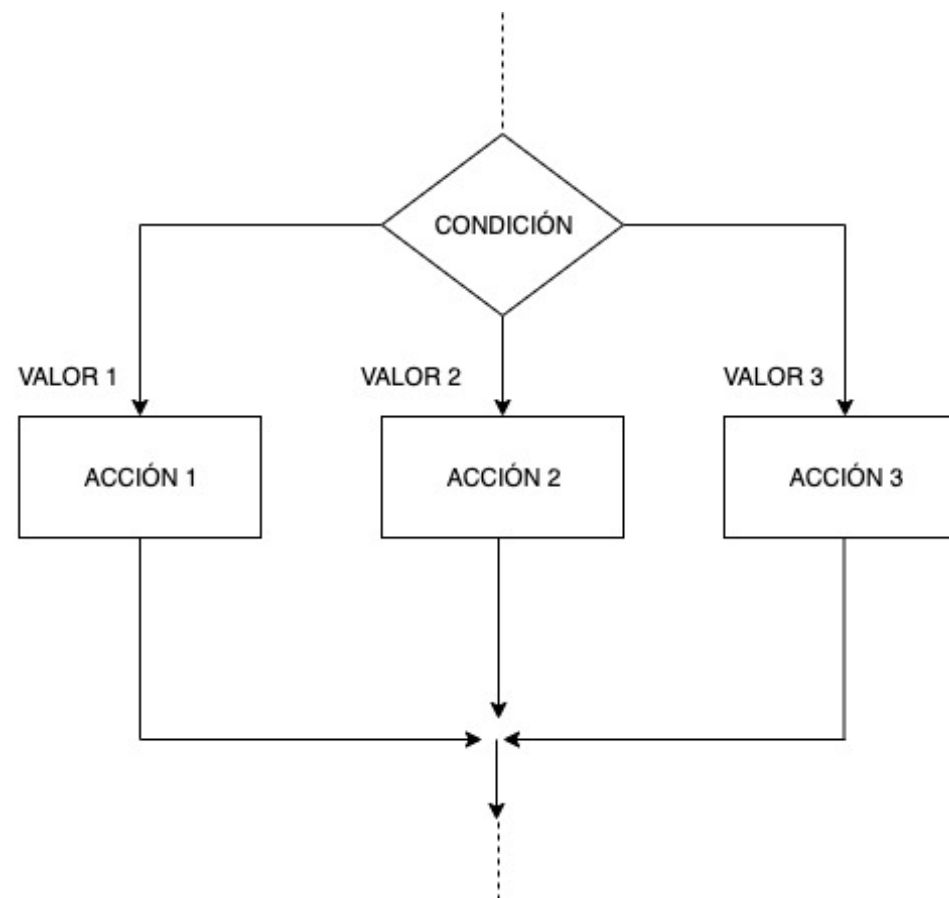 CONDICIÓN
VALOR 1
VALOR 2
VALOR 3
ACCIÓN 1
ACCIÓN 2
ACCIÓN 3